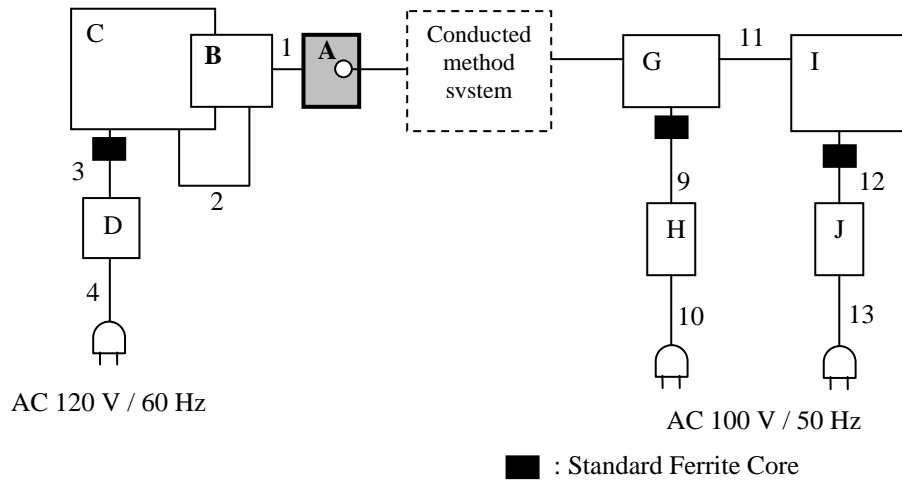 C
B
1
A
Conducted
method
svstem
G
11
I
3
2
9
12
D
H
J
4
10
13
AC 120 V / 60 Hz
AC 100 V / 50 Hz
: Standard Ferrite Core